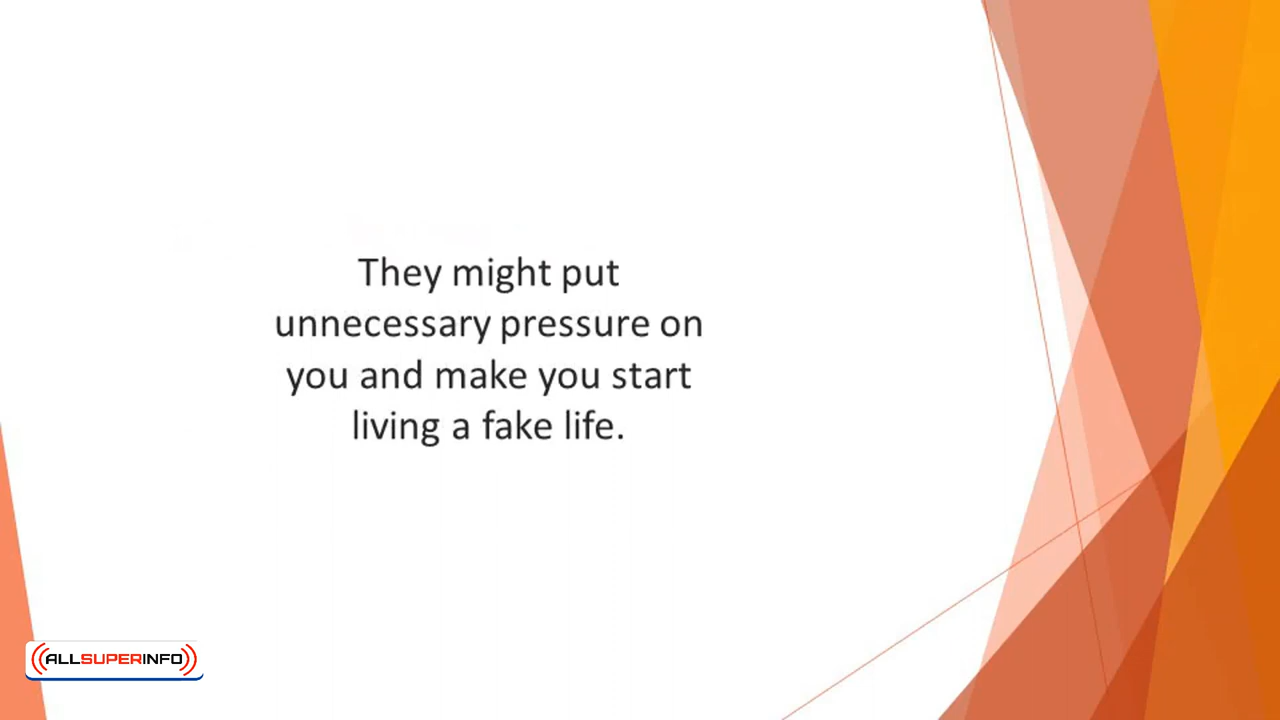 They might put
unnecessary pressure on
you and make you start
living a fake life.
ALLSUPERINFO